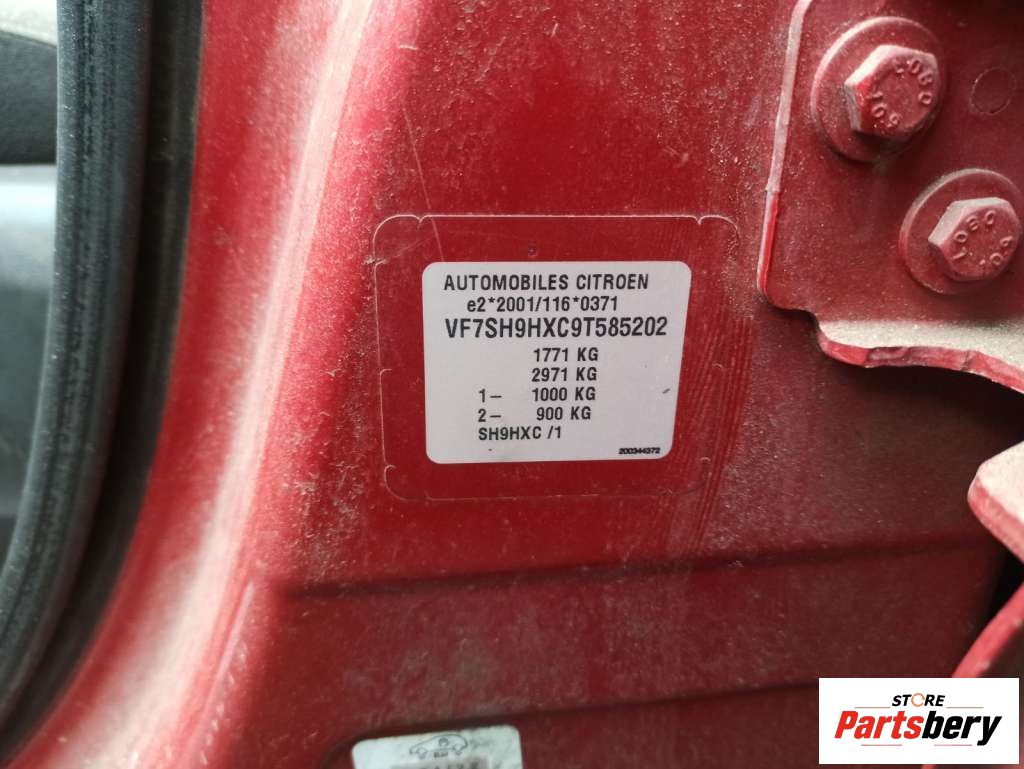 AUTOMOBILES CITROEN
e2*2001/116*0371
VF7SH9HXC9T585202
1771 KG
2971 KG
1- 1000 KG
2- 900 KG
SH9HXC /1
200344372
STORE
Partsbery